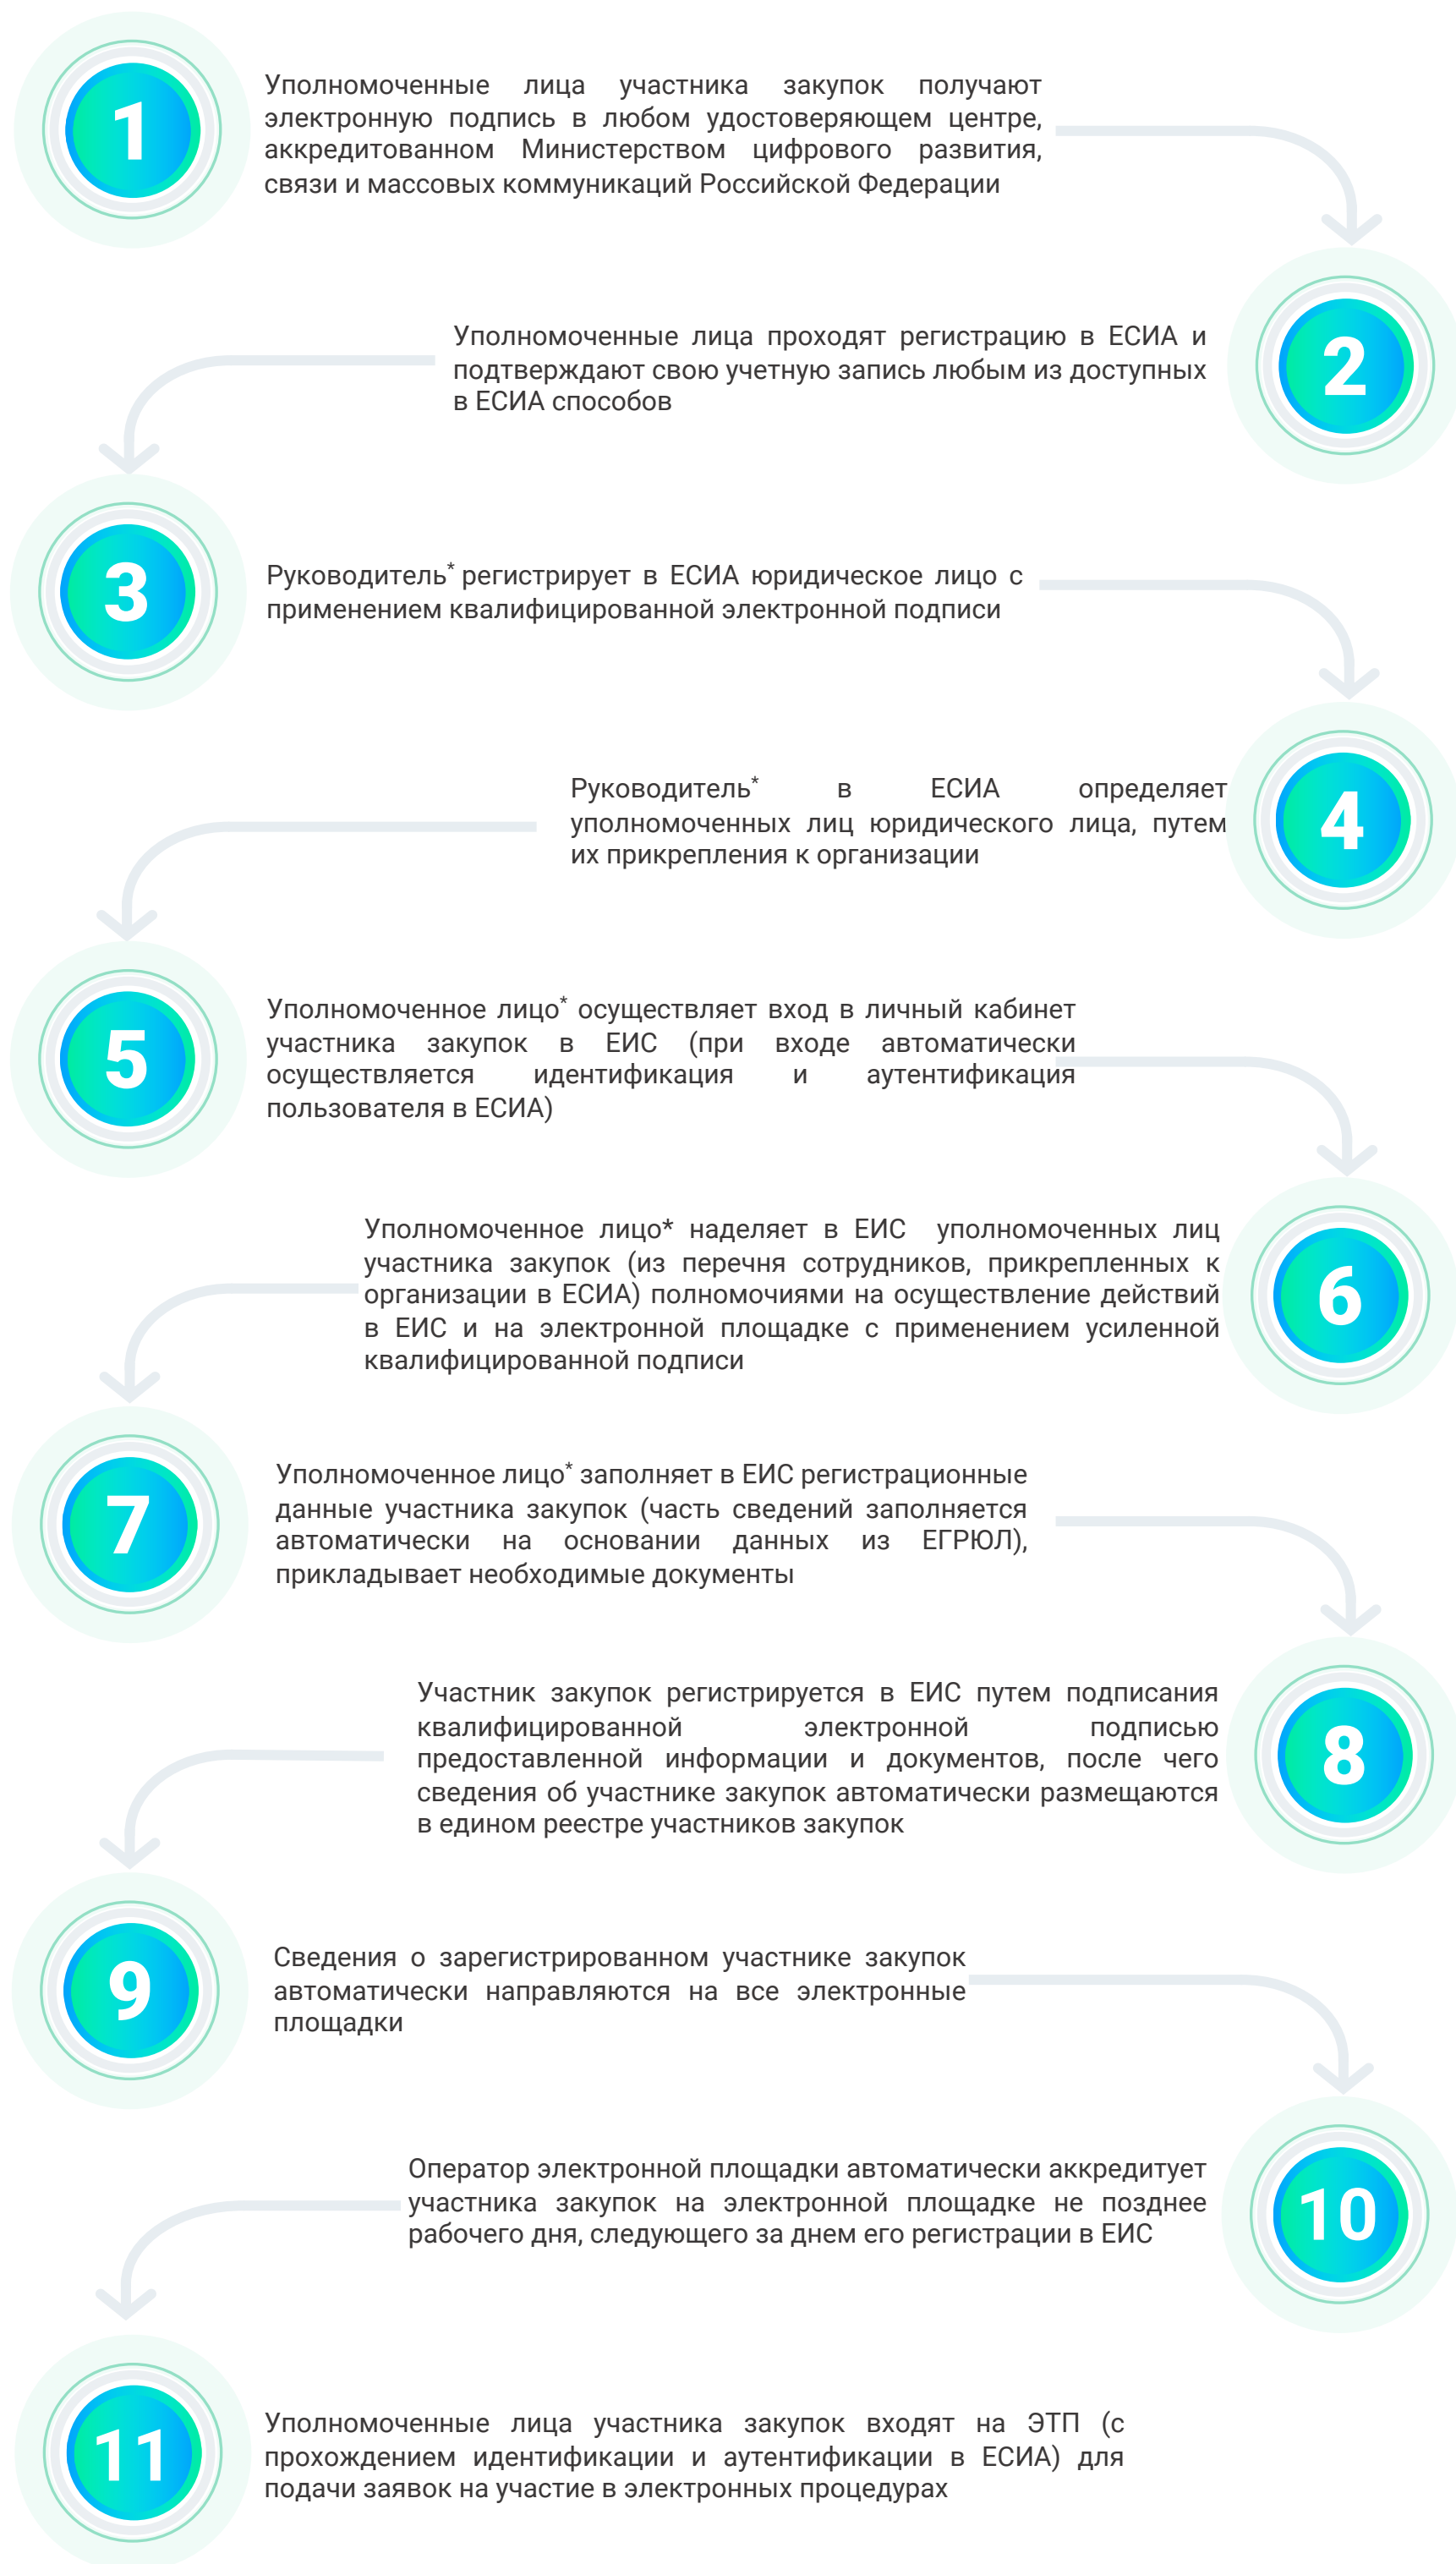 1
Уполномоченные лица участника закупок получают
электронную подпись в любом удостоверяющем центре,
аккредитованном Министерством цифрового развития,
связи и массовых коммуникаций Российской Федерации
2
Уполномоченные лица проходят регистрацию в ЕСИА и
подтверждают свою учетную запись любым из доступных
в ЕСИА способов
3
Руководитель* регистрирует в ЕСИА юридическое лицо с
применением квалифицированной электронной подписи
4
Руководитель* в ЕСИА определяет
уполномоченных лиц юридического лица, путем
их прикрепления к организации
5
Уполномоченное лицо* осуществляет вход в личный кабинет
участника закупок в ЕИС (при входе автоматически
осуществляется идентификация и аутентификация
пользователя в ЕСИА)
6
Уполномоченное лицо* наделяет в ЕИС уполномоченных лиц
участника закупок (из перечня сотрудников, прикрепленных к
организации в ЕСИА) полномочиями на осуществление действий
в ЕИС и на электронной площадке с применением усиленной
квалифицированной подписи
7
Уполномоченное лицо* заполняет в ЕИС регистрационные
данные участника закупок (часть сведений заполняется
автоматически на основании данных из ЕГРЮЛ),
прикладывает необходимые документы
8
Участник закупок регистрируется в ЕИС путем подписания
квалифицированной электронной подписью
предоставленной информации и документов, после чего
сведения об участнике закупок автоматически размещаются
в едином реестре участников закупок
9
Сведения о зарегистрированном участнике закупок
автоматически направляются на все электронные
площадки
10
Оператор электронной площадки автоматически аккредитует
участника закупок на электронной площадке не позднее
рабочего дня, следующего за днем его регистрации в ЕИС
11
Уполномоченные лица участника закупок входят на ЭТП (с
прохождением идентификации и аутентификации в ЕСИА) для
подачи заявок на участие в электронных процедурах